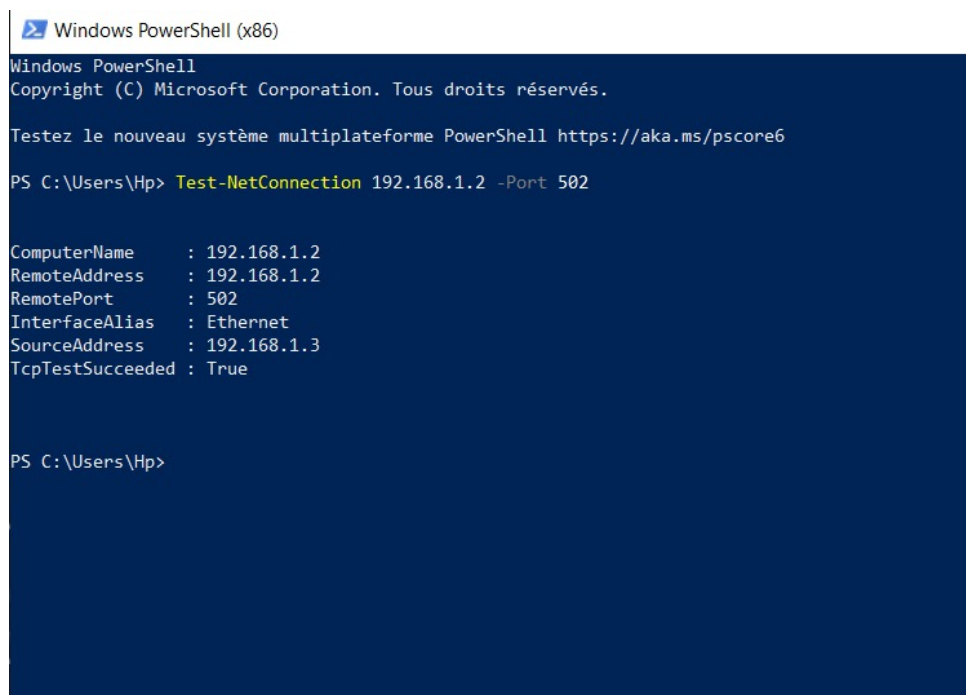 Windows PowerShell (x86)
Windows PowerShell
Copyright (C) Microsoft Corporation. Tous droits réservés.
Testez le nouveau système multiplateforme PowerShell https://aka.ms/pscore6
PS C:\Users\Hp> Test-NetConnection 192.168.1.2 -Port 502
ComputerName     : 192.168.1.2
RemoteAddress    : 192.168.1.2
RemotePort       : 502
InterfaceAlias   : Ethernet
SourceAddress    : 192.168.1.3
TcpTestSucceeded : True
PS C:\Users\Hp>